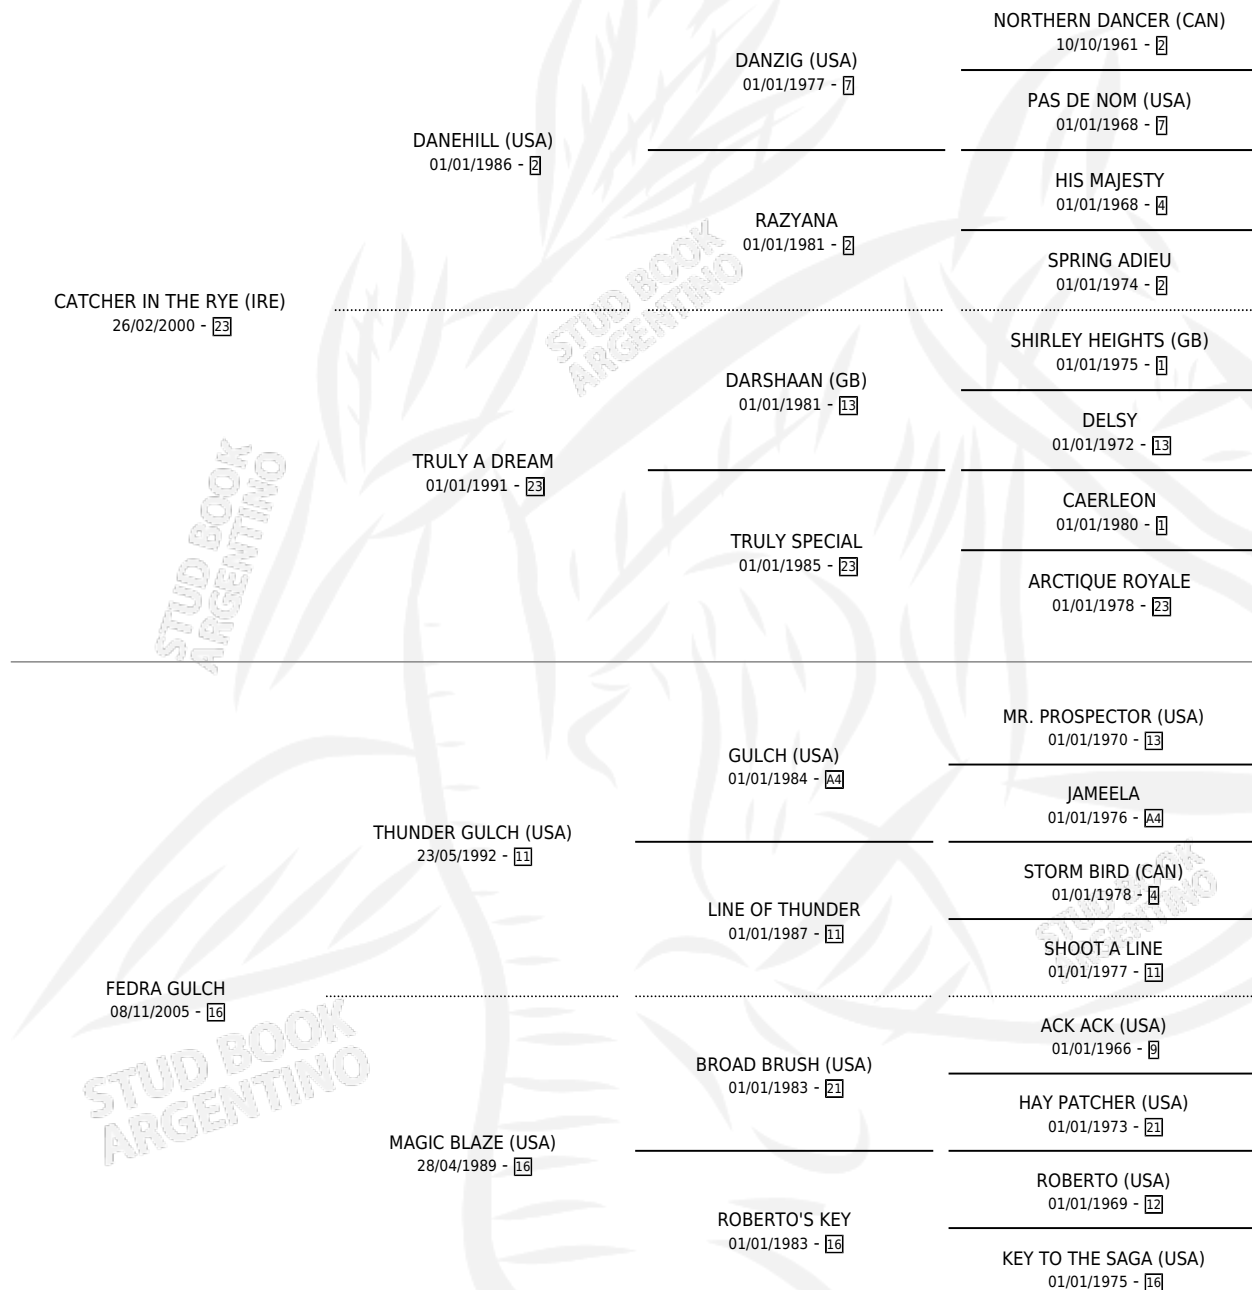 NORTHERN DANCER (CAN)
10/10/1961 - 2
DANZIG (USA)
01/01/1977 - 7
PAS DE NOM (USA)
01/01/1968 - 7
DANEHILL (USA)
01/01/1986 - 2
HIS MAJESTY
01/01/1968 - 4
RAZYANA
01/01/1981 - 2
SPRING ADIEU
01/01/1974 - 2
CATCHER IN THE RYE (IRE)
26/02/2000 - 23
STUD BOOK
ARGENTINO
SHIRLEY HEIGHTS (GB)
01/01/1975 - 1
DARSHAAN (GB)
01/01/1981 - 13
DELSY
01/01/1972 - 13
TRULY A DREAM
01/01/1991 - 23
CAERLEON
01/01/1980 - 1
TRULY SPECIAL
01/01/1985 - 23
ARCTIQUE ROYALE
01/01/1978 - 23
STUD BOOK
ARGENTINO
MR. PROSPECTOR (USA)
01/01/1970 - 13
GULCH (USA)
01/01/1984 - A4
JAMEELA
01/01/1976 - A4
THUNDER GULCH (USA)
23/05/1992 - 11
STORM BIRD (CAN)
01/01/1978 - 4
LINE OF THUNDER
01/01/1987 - 11
STUD BOOK
ARGENTINO
SHOOT A LINE
01/01/1977 - 11
FEDRA GULCH
08/11/2005 - 16
STUD BOOK
ARGENTINO
ACK ACK (USA)
01/01/1966 - 9
BROAD BRUSH (USA)
01/01/1983 - 21
HAY PATCHER (USA)
01/01/1973 - 21
MAGIC BLAZE (USA)
28/04/1989 - 16
ROBERTO (USA)
01/01/1969 - 12
ROBERTO'S KEY
01/01/1983 - 16
KEY TO THE SAGA (USA)
01/01/1975 - 16